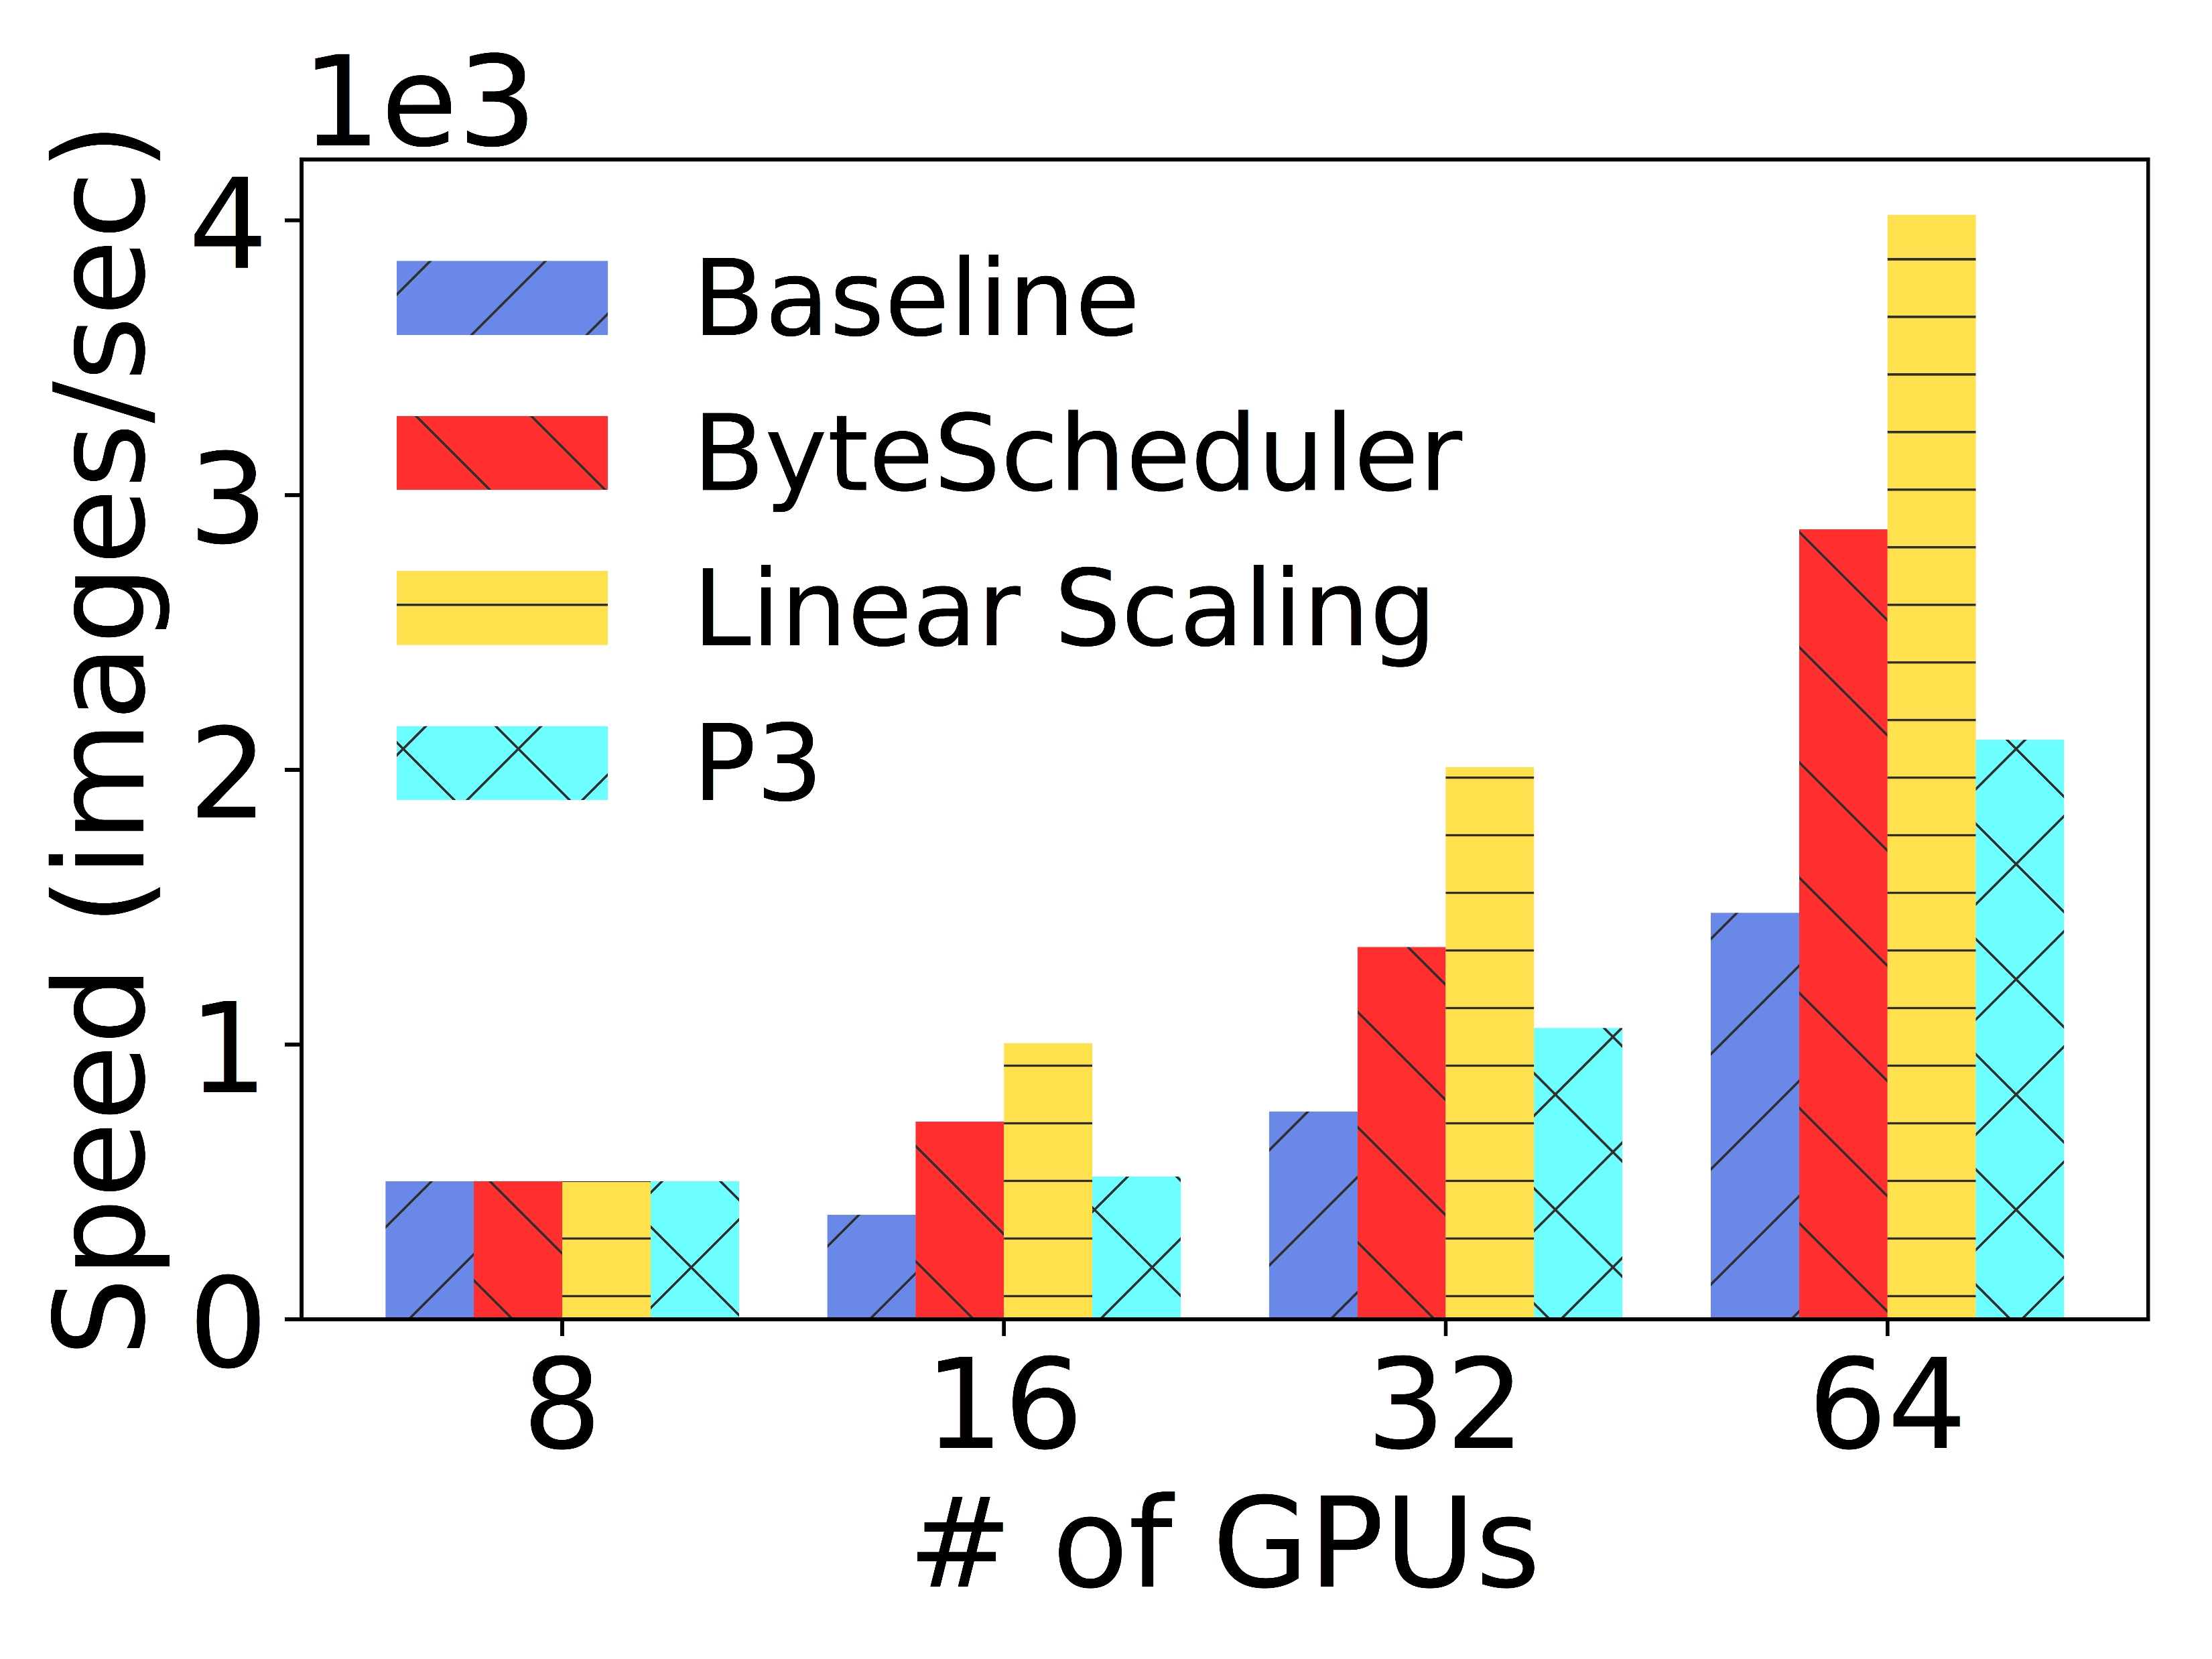 1e3
Speed (images/sec)
4
3
2
1
0
Baseline
ByteScheduler
Linear Scaling
P3
8 16 32 64
# of GPUs